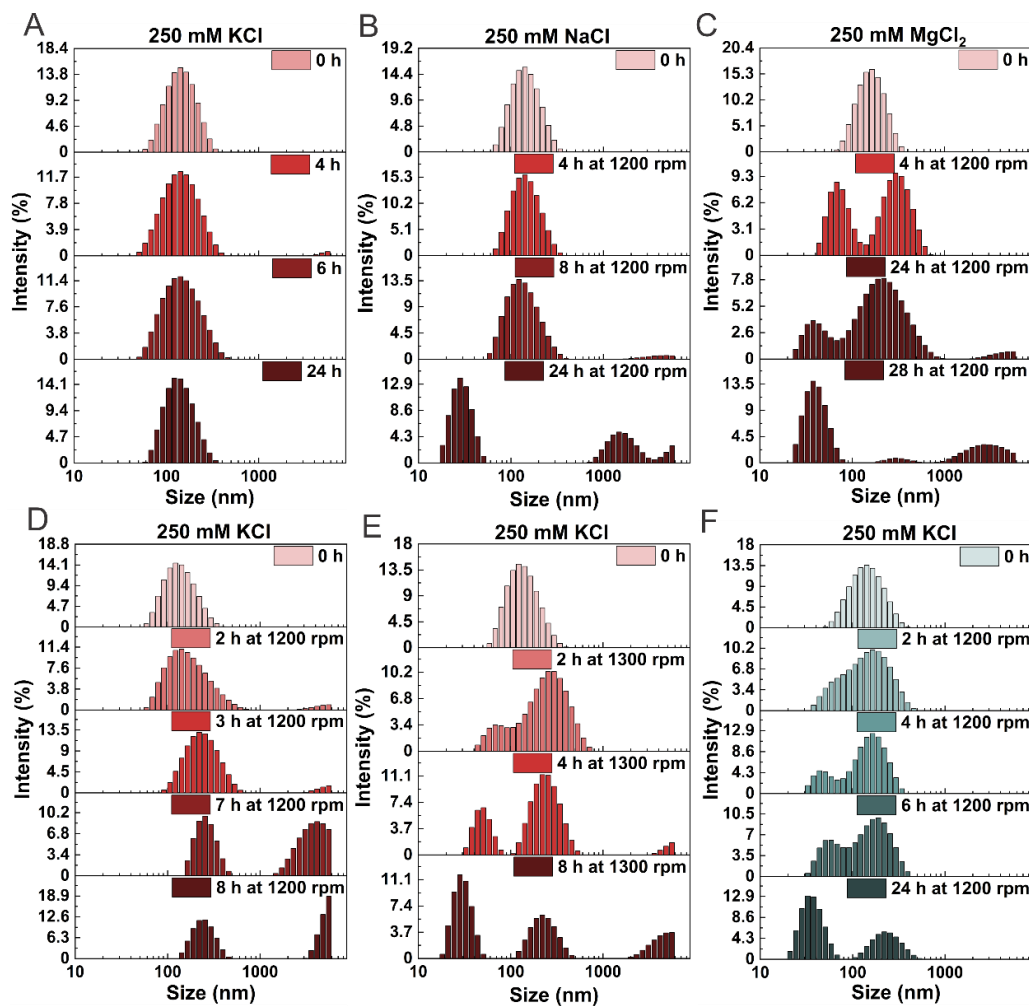 A
250 mM KCl
18.4
13.8
9.2
4.6
0
0 h
11.7
7.8
3.9
0
4 h
11.4
7.6
3.8
0
6 h
14.1
9.4
4.7
0
24 h
Intensity (%)
10 100 1000
Size (nm)
B
250 mM NaCl
19.2
14.4
9.6
4.8
0
0 h
15.3
10.2
5.1
0
4 h at 1200 rpm
13.5
9.0
4.5
0
8 h at 1200 rpm
12.9
8.6
4.3
0
24 h at 1200 rpm
Intensity (%)
10 100 1000
Size (nm)
C
250 mM MgCl₂
20.4
15.3
10.2
5.1
0
0 h
9.3
6.2
3.1
0
4 h at 1200 rpm
7.8
5.2
2.6
0
24 h at 1200 rpm
13.5
9.0
4.5
0
28 h at 1200 rpm
Intensity (%)
10 100 1000
Size (nm)
D
250 mM KCl
18.8
14.1
9.4
4.7
0
0 h
11.4
7.6
3.8
0
2 h at 1200 rpm
13.5
9
4.5
0
3 h at 1200 rpm
10.2
6.8
3.4
0
7 h at 1200 rpm
18.9
12.6
6.3
0
8 h at 1200 rpm
Intensity (%)
10 100 1000
Size (nm)
E
250 mM KCl
18
13.5
9.0
4.5
0
0 h
10.2
6.8
3.4
0
2 h at 1300 rpm
11.1
7.4
3.7
0
4 h at 1300 rpm
11.1
7.4
3.7
0
8 h at 1300 rpm
Intensity (%)
10 100 1000
Size (nm)
F
250 mM KCl
18
13.5
9.0
4.5
0
0 h
10.2
6.8
3.4
0
2 h at 1200 rpm
12.9
8.6
4.3
0
4 h at 1200 rpm
10.5
7
3.5
0
6 h at 1200 rpm
12.9
8.6
4.3
0
24 h at 1200 rpm
Intensity (%)
10 100 1000
Size (nm)